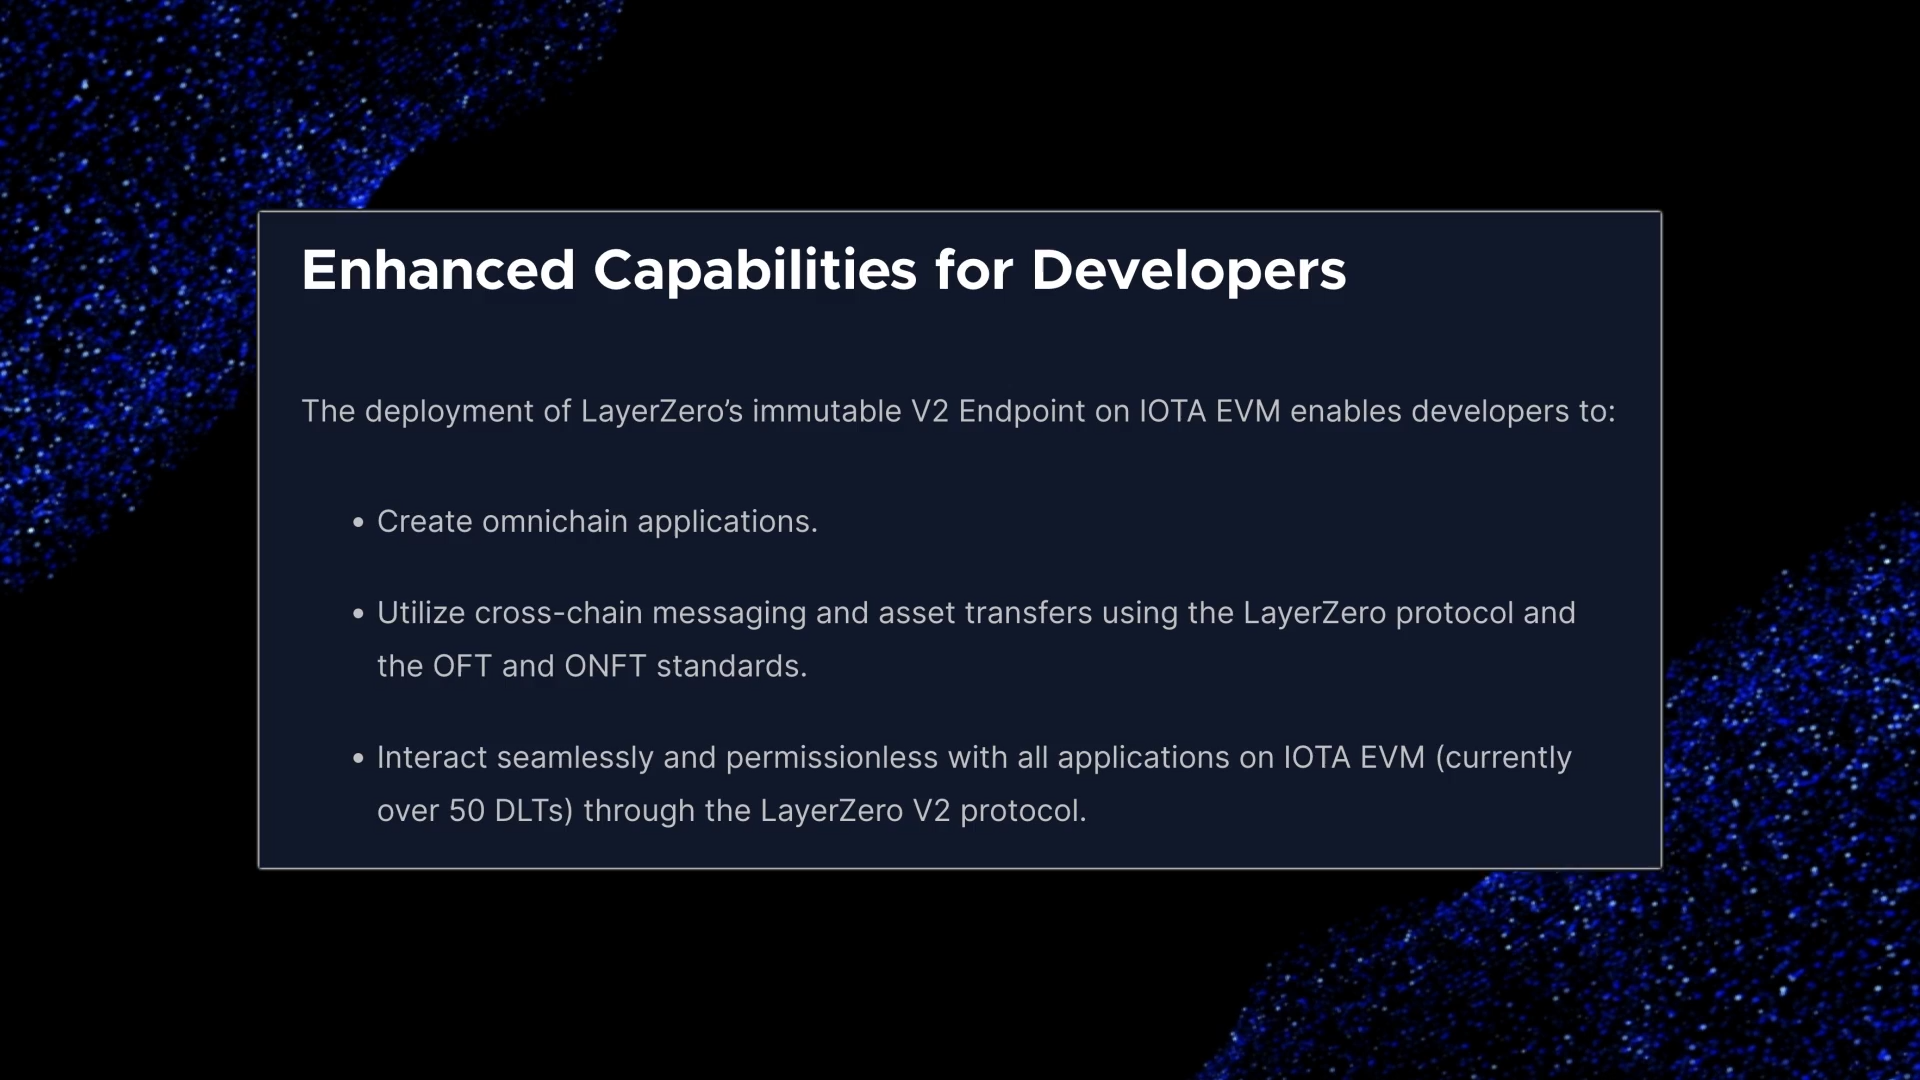 Enhanced Capabilities for Developers
The deployment of LayerZero’s immutable V2 Endpoint on IOTA EVM enables developers to:
• Create omnichain applications.
• Utilize cross-chain messaging and asset transfers using the LayerZero protocol and
the OFT and ONFT standards.
• Interact seamlessly and permissionless with all applications on IOTA EVM (currently
over 50 DLTs) through the LayerZero V2 protocol.